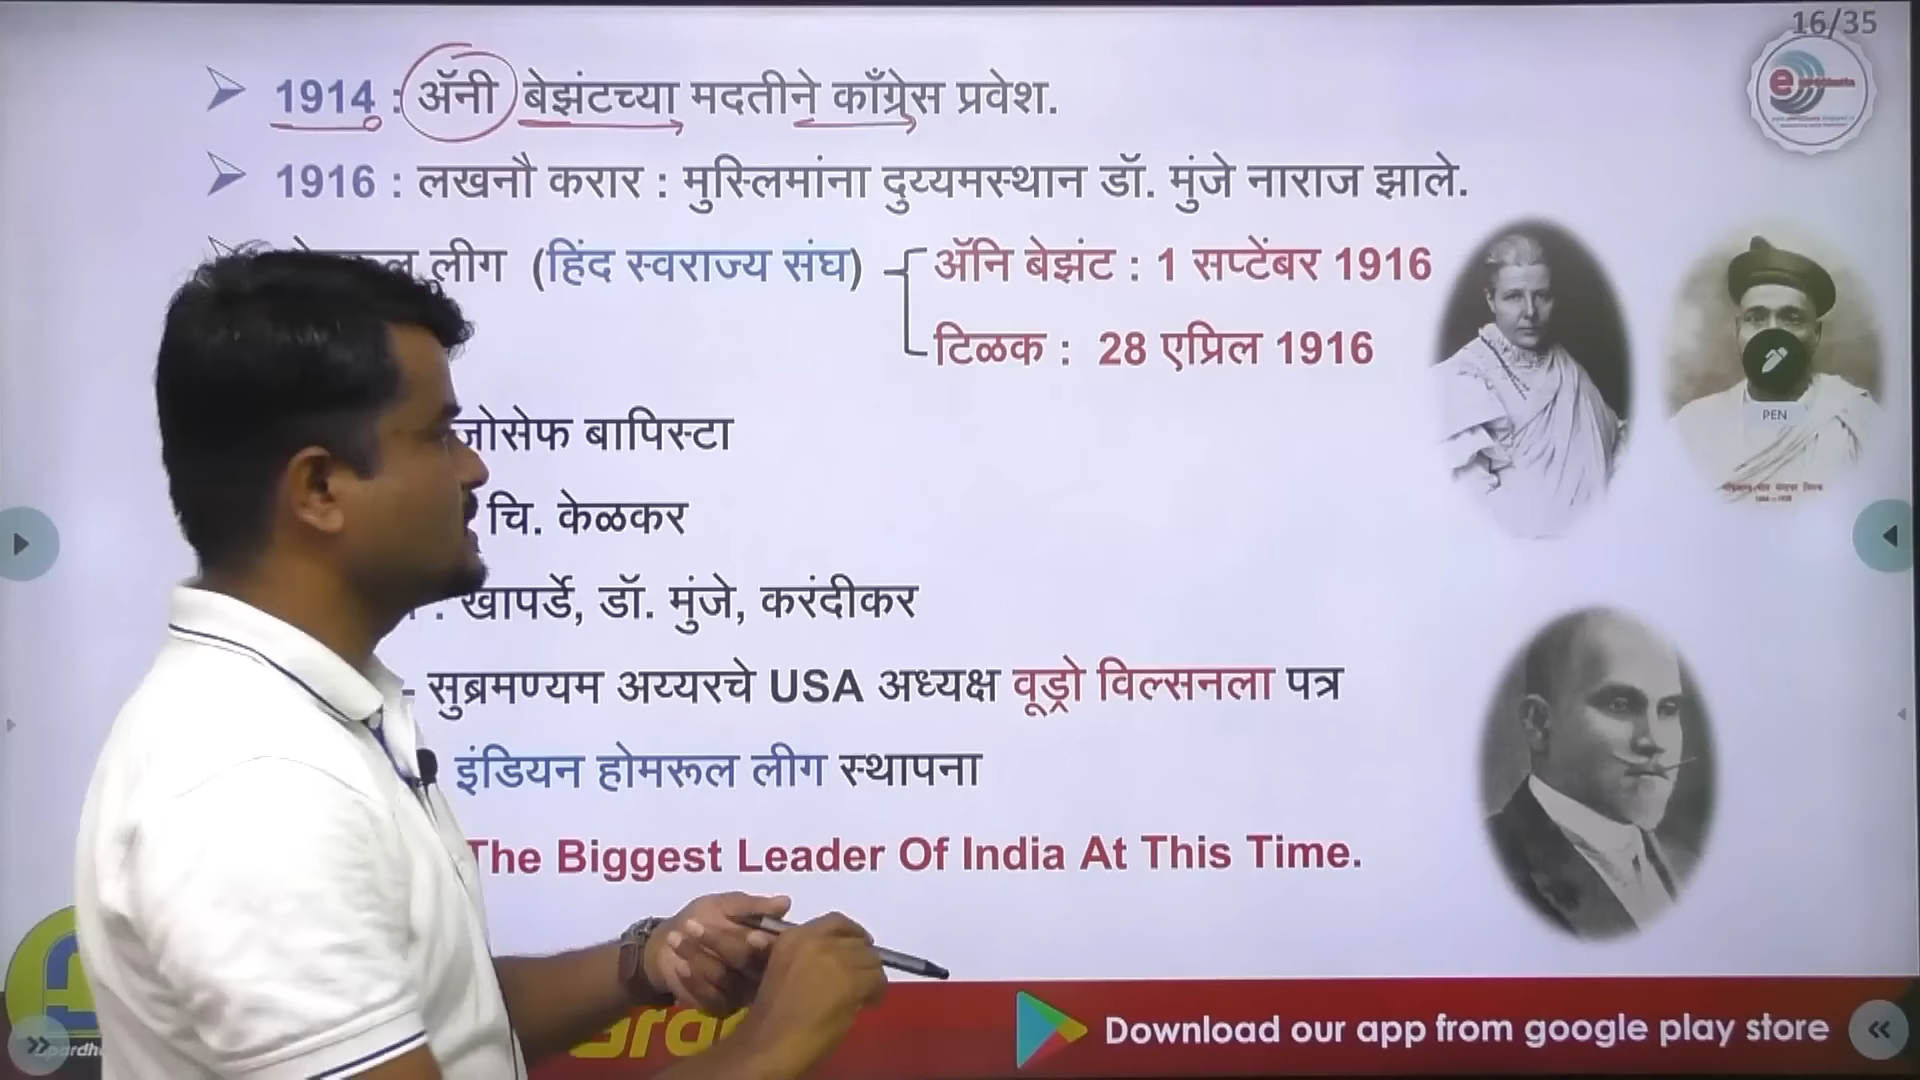 16/35
1914 : ॲनी बेझंटच्या मदतीने काँग्रेस प्रवेश.
1916 : लखनौ करार : मुस्लिमांना दुय्यमस्थान डॉ. मुंजे नाराज झाले.
लीग (हिंद स्वराज्य संघ)
ॲनि बेझंट : 1 सप्टेंबर 1916
टिळक : 28 एप्रिल 1916
PEN
जोसेफ बापिस्टा
चि. केळकर
: खापर्डे, डॉ. मुंजे, करंदीकर
- सुब्रमण्यम अय्यरचे USA अध्यक्ष वूड्रो विल्सनला पत्र
इंडियन होमरूल लीग स्थापना
The Biggest Leader Of India At This Time.
Download our app from google play store